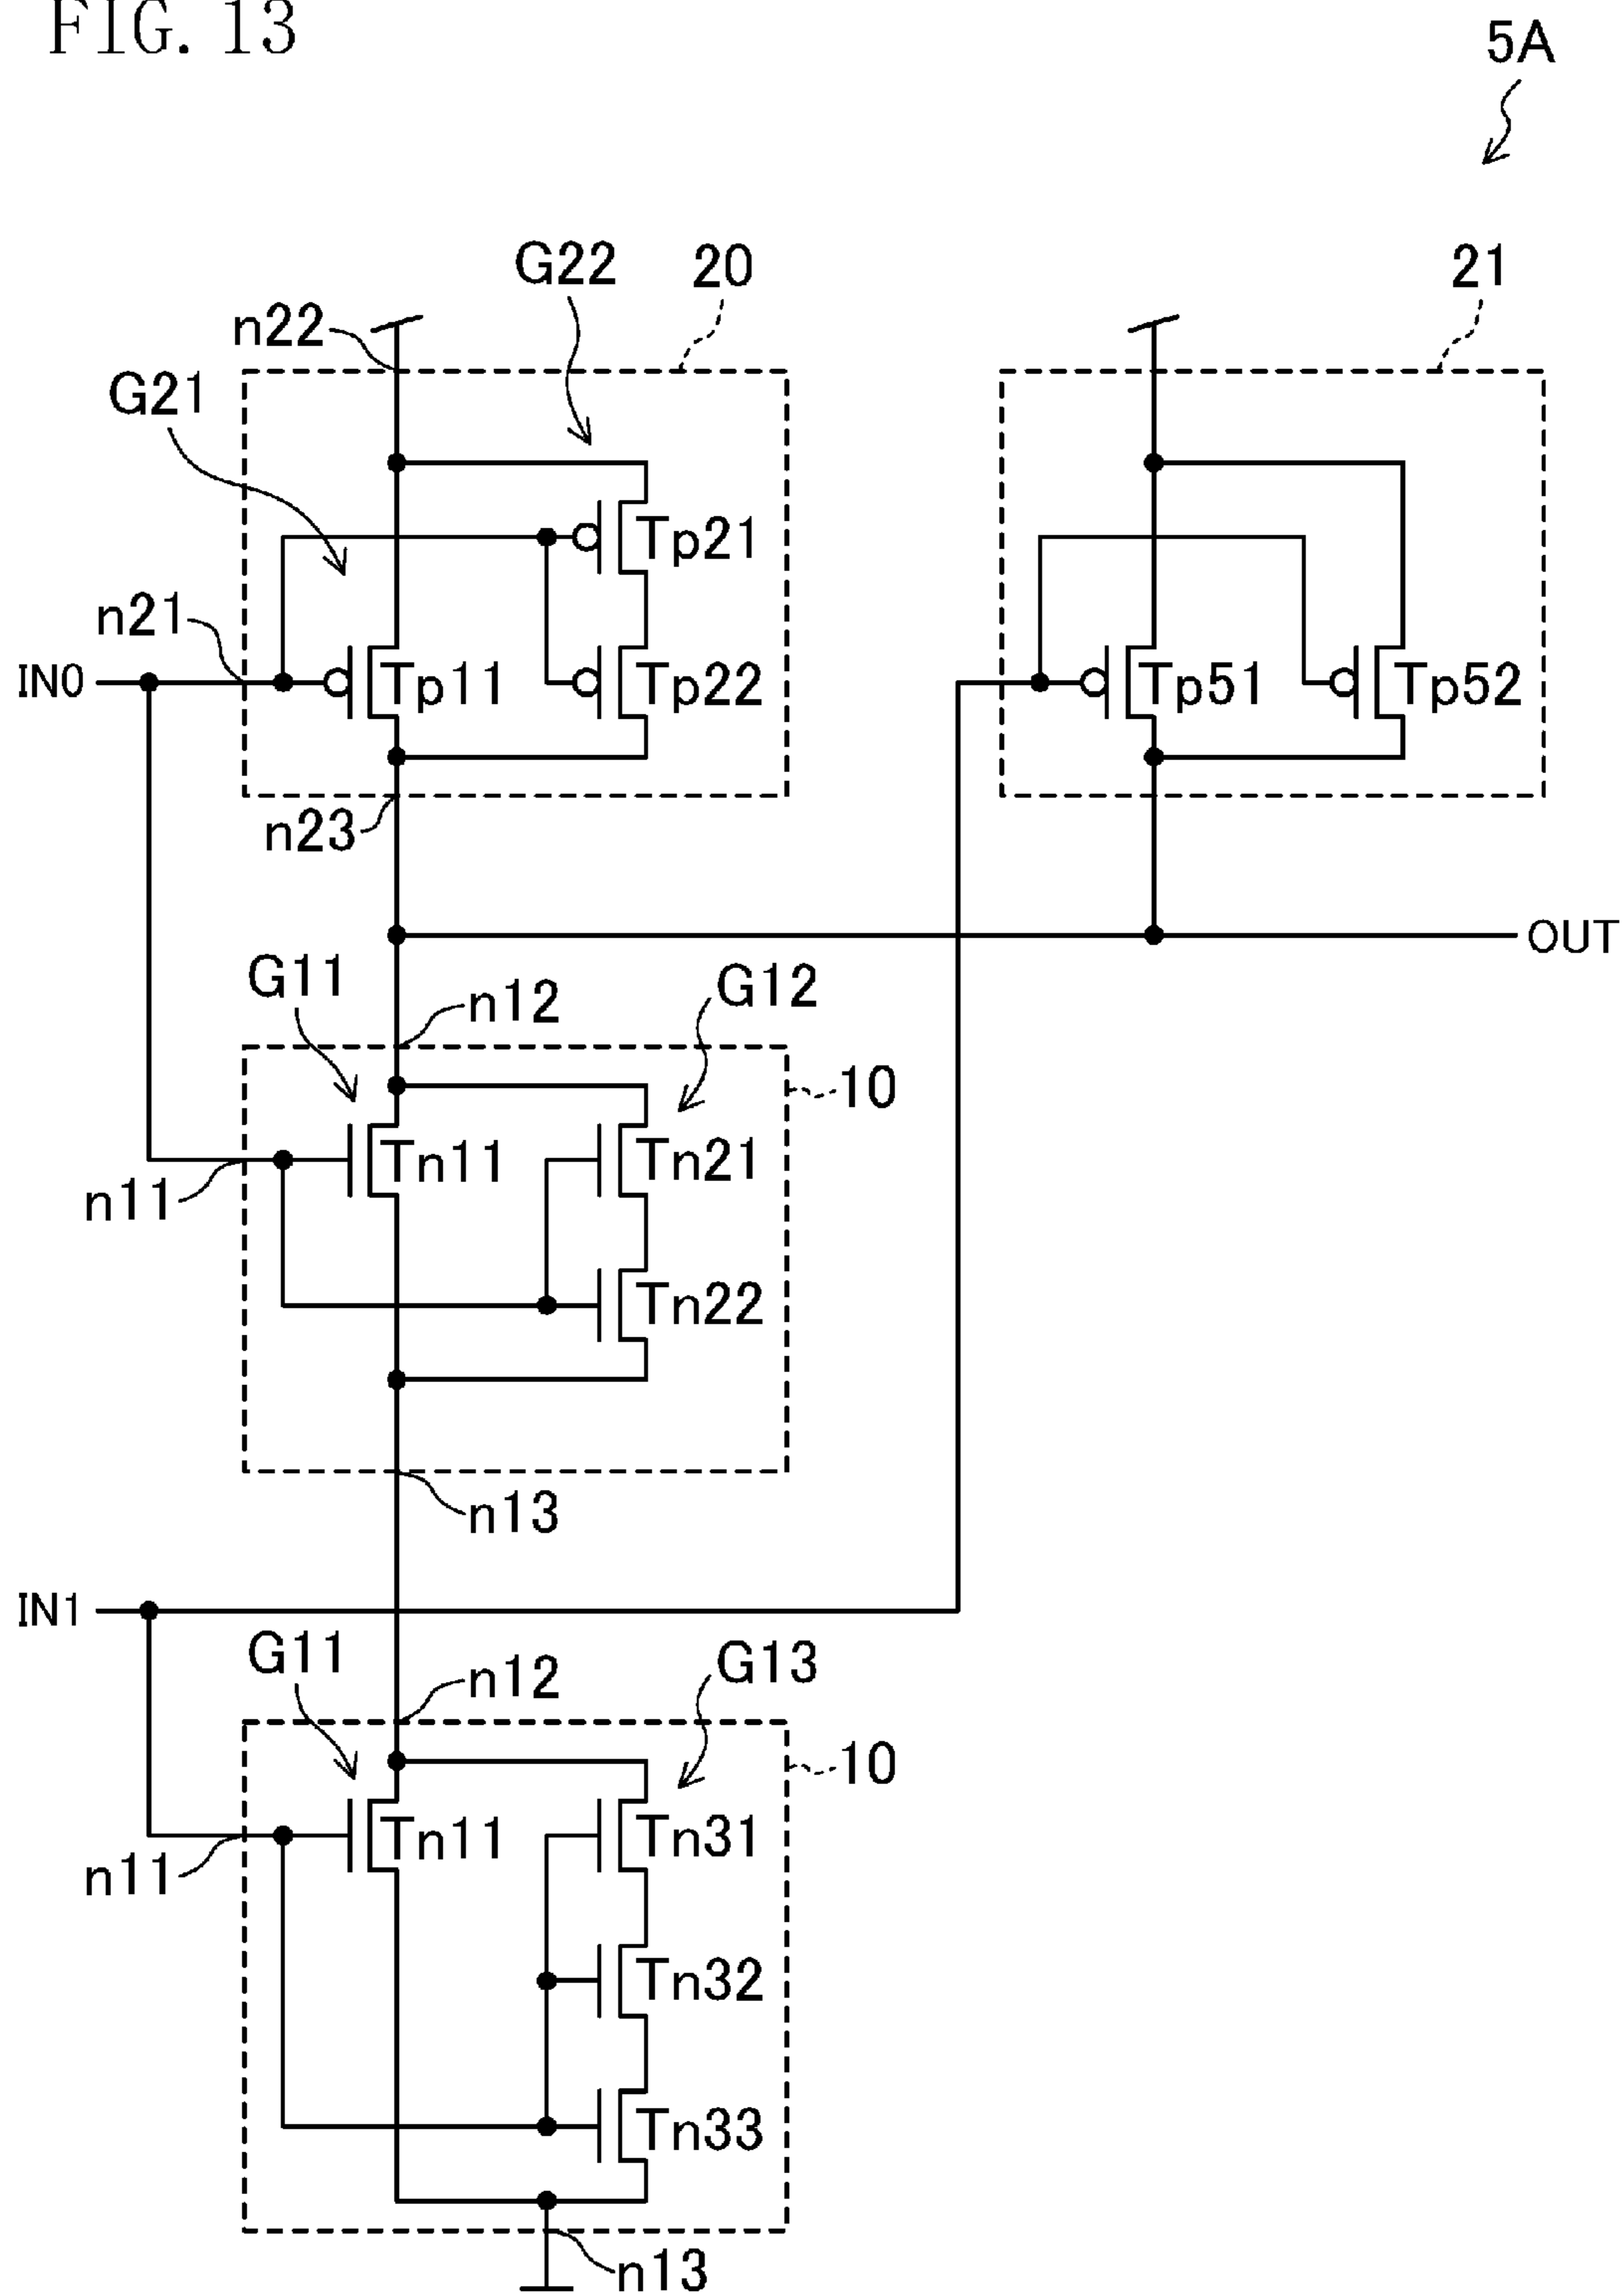 FIG. 13
5A
G22
20
21
n22
G21
Tp21
n21
IN0
Tp11
Tp22
Tp51
Tp52
n23
OUT
G11
n12
G12
10
Tn11
Tn21
n11
Tn22
n13
IN1
G11
n12
G13
10
Tn11
Tn31
n11
Tn32
Tn33
n13